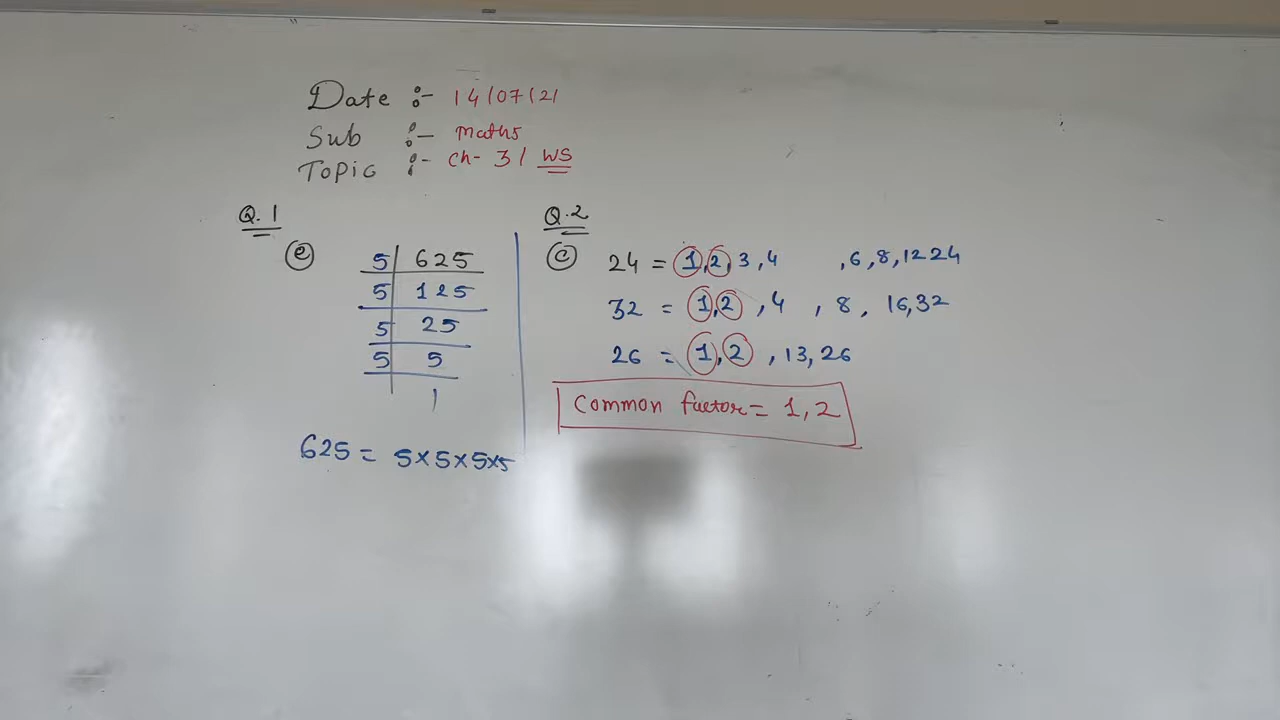 Date :- 14/07/21
Sub :- maths
Topic :- Ch- 3/ WS
Q.1
e
5 625
5 125
5 25
5 5
1
625 = 5×5×5×5
Q.2
c
24 = 1,2,3,4 ,6,8,12 24
32 = 1,2 ,4 , 8, 16,32
26 = 1,2 ,13,26
Common factor = 1,2